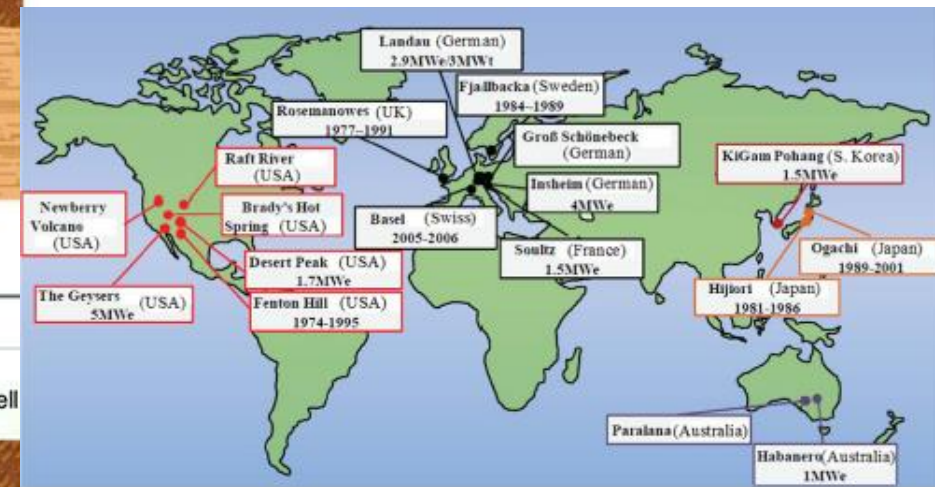 Landau (German)
2.9MWe/3MWt
Fjallbacka (Sweden)
1984–1989
Rosemanowes (UK)
1977–1991
Groß Schönebeck
(German)
Raft River
(USA)
KiGam Pohang (S. Korea)
1.5MWe
Insheim (German)
4MWe
Newberry
Volcano
(USA)
Brady's Hot
Spring (USA)
Basel (Swiss)
2005-2006
Soultz (France)
1.5MWe
Ogachi (Japan)
1989-2001
Desert Peak (USA)
1.7MWe
Hijiori (Japan)
1981-1986
The Geysers (USA)
5MWe
Fenton Hill (USA)
1974-1995
ell
Paralana (Australia)
Habanero (Australia)
1MWe